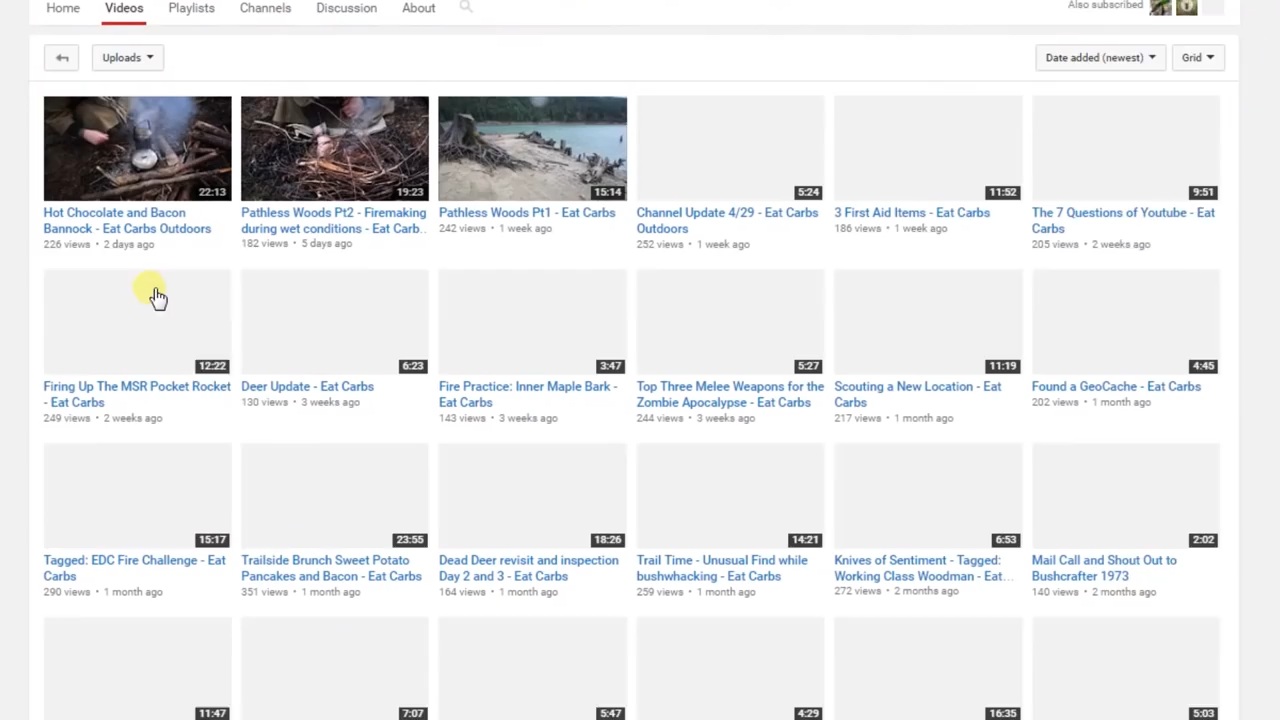 Home Videos Playlists Channels Discussion About
Also subscribed
Uploads Date added (newest) Grid
22:13 19:23 15:14 5:24 11:52 9:51
Hot Chocolate and Bacon
Bannock - Eat Carbs Outdoors
226 views • 2 days ago
Pathless Woods Pt2 - Firemaking
during wet conditions - Eat Carb..
182 views • 5 days ago
Pathless Woods Pt1 - Eat Carbs
242 views • 1 week ago
Channel Update 4/29 - Eat Carbs
Outdoors
252 views • 1 week ago
3 First Aid Items - Eat Carbs
186 views • 1 week ago
The 7 Questions of Youtube - Eat
Carbs
205 views • 2 weeks ago
12:22 6:23 3:47 5:27 11:19 4:45
Firing Up The MSR Pocket Rocket
- Eat Carbs
249 views • 2 weeks ago
Deer Update - Eat Carbs
130 views • 3 weeks ago
Fire Practice: Inner Maple Bark -
Eat Carbs
143 views • 3 weeks ago
Top Three Melee Weapons for the
Zombie Apocalypse - Eat Carbs
244 views • 3 weeks ago
Scouting a New Location - Eat
Carbs
217 views • 1 month ago
Found a GeoCache - Eat Carbs
202 views • 1 month ago
15:17 23:55 18:26 14:21 6:53 2:02
Tagged: EDC Fire Challenge - Eat
Carbs
290 views • 1 month ago
Trailside Brunch Sweet Potato
Pancakes and Bacon - Eat Carbs
351 views • 1 month ago
Dead Deer revisit and inspection
Day 2 and 3 - Eat Carbs
164 views • 1 month ago
Trail Time - Unusual Find while
bushwhacking - Eat Carbs
259 views • 1 month ago
Knives of Sentiment - Tagged:
Working Class Woodman - Eat...
272 views • 2 months ago
Mail Call and Shout Out to
Bushcrafter 1973
140 views • 2 months ago
11:47 7:07 5:47 4:29 16:35 5:03